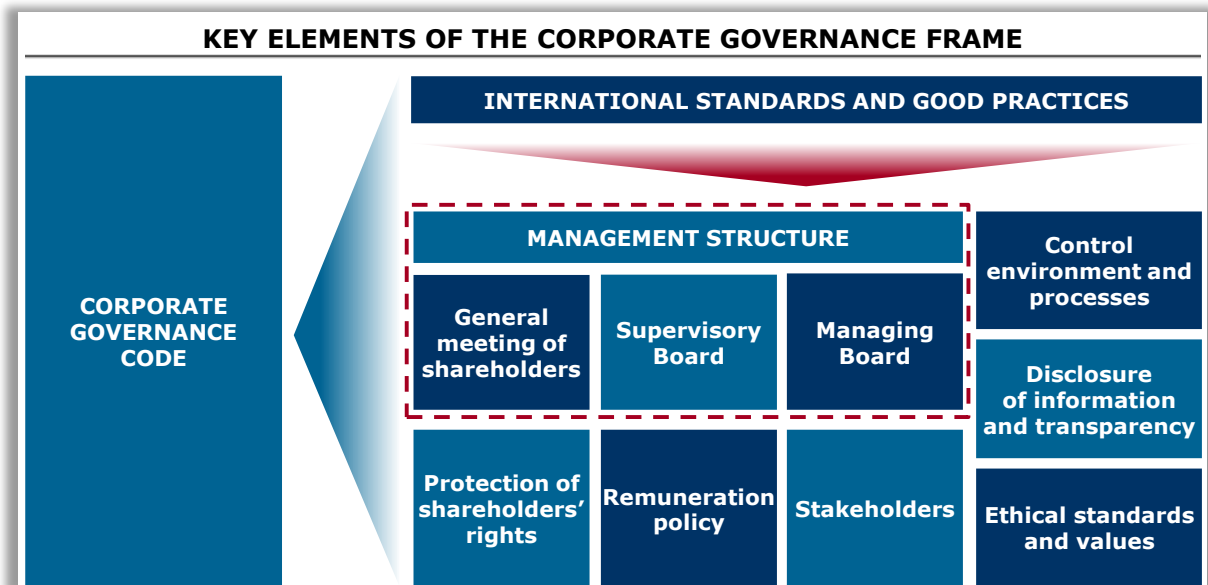 KEY ELEMENTS OF THE CORPORATE GOVERNANCE FRAME
CORPORATE
GOVERNANCE
CODE
INTERNATIONAL STANDARDS AND GOOD PRACTICES
MANAGEMENT STRUCTURE
General
meeting of
shareholders
Supervisory
Board
Managing
Board
Control
environment and
processes
Disclosure
of information
and transparency
Protection of
shareholders’
rights
Remuneration
policy
Stakeholders
Ethical standards
and values